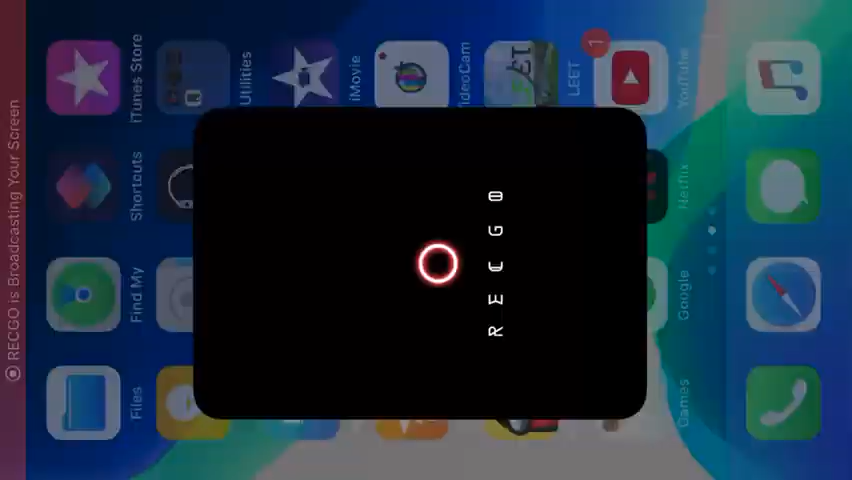 RECGO is Broadcasting Your Screen
Files
Find My
Shortcuts
iTunes Store
Utilities
iMovie
VideoCam
LEET
1
YouTube
Netflix
Google
Games
RECGO